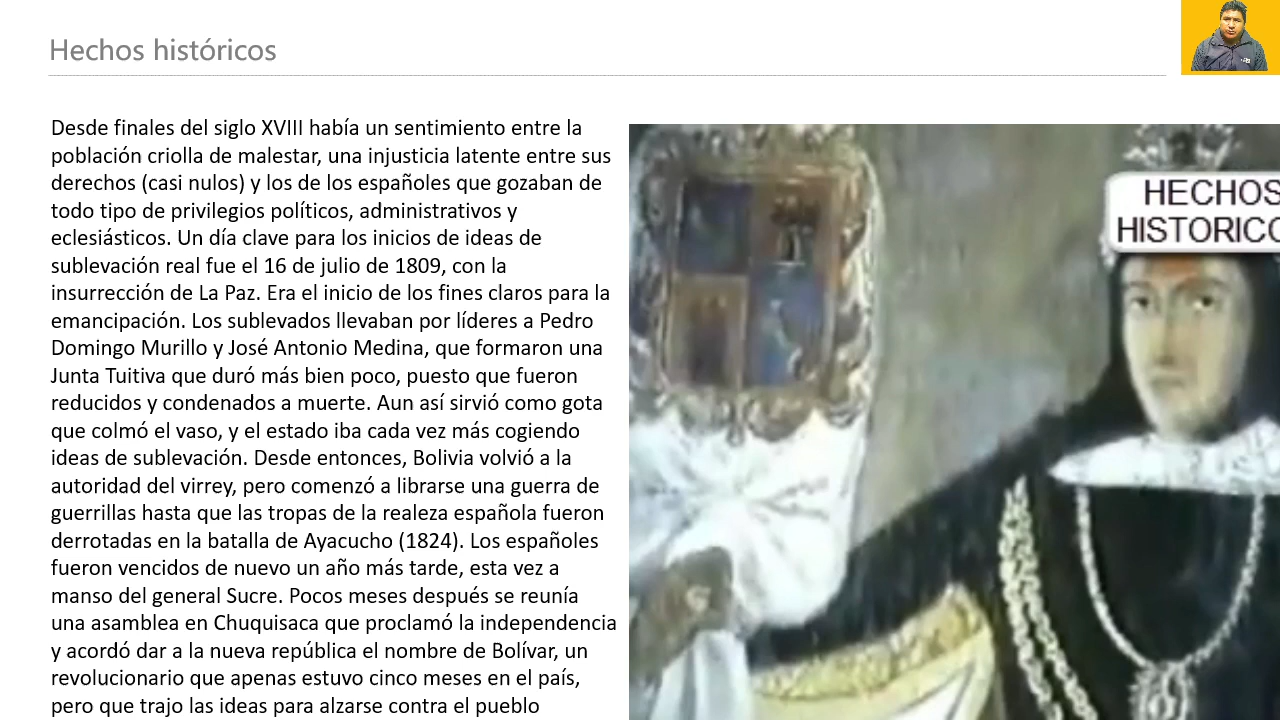 Hechos históricos
Desde finales del siglo XVIII había un sentimiento entre la
población criolla de malestar, una injusticia latente entre sus
derechos (casi nulos) y los de los españoles que gozaban de
todo tipo de privilegios políticos, administrativos y
eclesiásticos. Un día clave para los inicios de ideas de
sublevación real fue el 16 de julio de 1809, con la
insurrección de La Paz. Era el inicio de los fines claros para la
emancipación. Los sublevados llevaban por líderes a Pedro
Domingo Murillo y José Antonio Medina, que formaron una
Junta Tuitiva que duró más bien poco, puesto que fueron
reducidos y condenados a muerte. Aun así sirvió como gota
que colmó el vaso, y el estado iba cada vez más cogiendo
ideas de sublevación. Desde entonces, Bolivia volvió a la
autoridad del virrey, pero comenzó a librarse una guerra de
guerrillas hasta que las tropas de la realeza española fueron
derrotadas en la batalla de Ayacucho (1824). Los españoles
fueron vencidos de nuevo un año más tarde, esta vez a
manso del general Sucre. Pocos meses después se reunía
una asamblea en Chuquisaca que proclamó la independencia
y acordó dar a la nueva república el nombre de Bolívar, un
revolucionario que apenas estuvo cinco meses en el país,
pero que trajo las ideas para alzarse contra el pueblo
HECHOS
HISTORICO